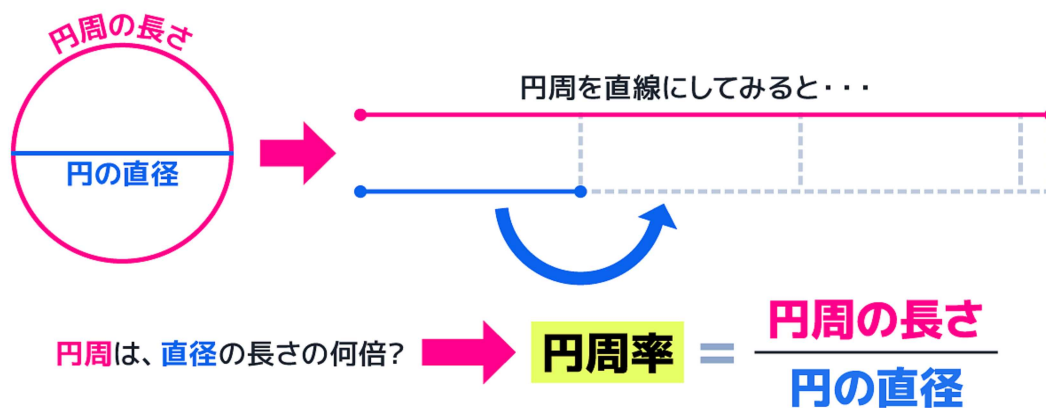 円周の長さ
円の直径
円周を直線にしてみると・・・
円周は、直径の長さの何倍?
円周率 = 円周の長さ
円の直径